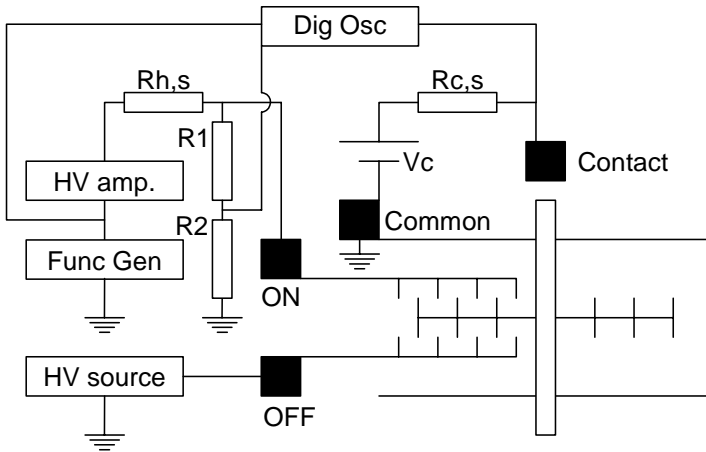 Dig Osc
Rh,s
Rc,s
R1
Vc
Contact
HV amp.
R2
Common
Func Gen
ON
HV source
OFF